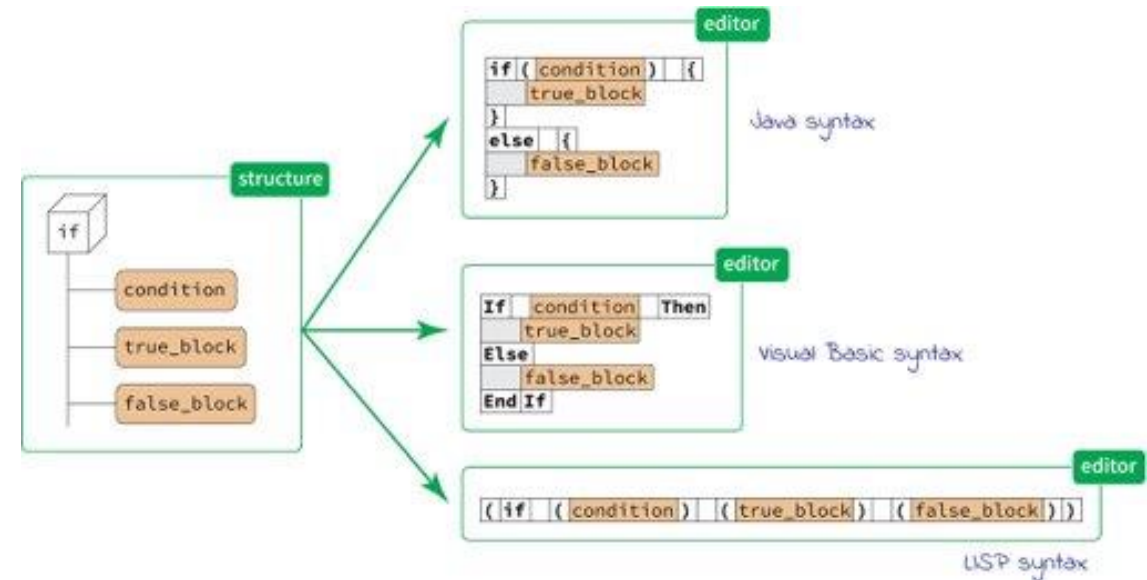 structure
if
condition
true_block
false_block
editor
if ( condition ) {
true_block
}
else {
false_block
}
Java syntax
editor
If condition Then
true_block
Else
false_block
End If
Visual Basic syntax
editor
( if ( condition ) ( true_block ) ( false_block ) )
LISP syntax